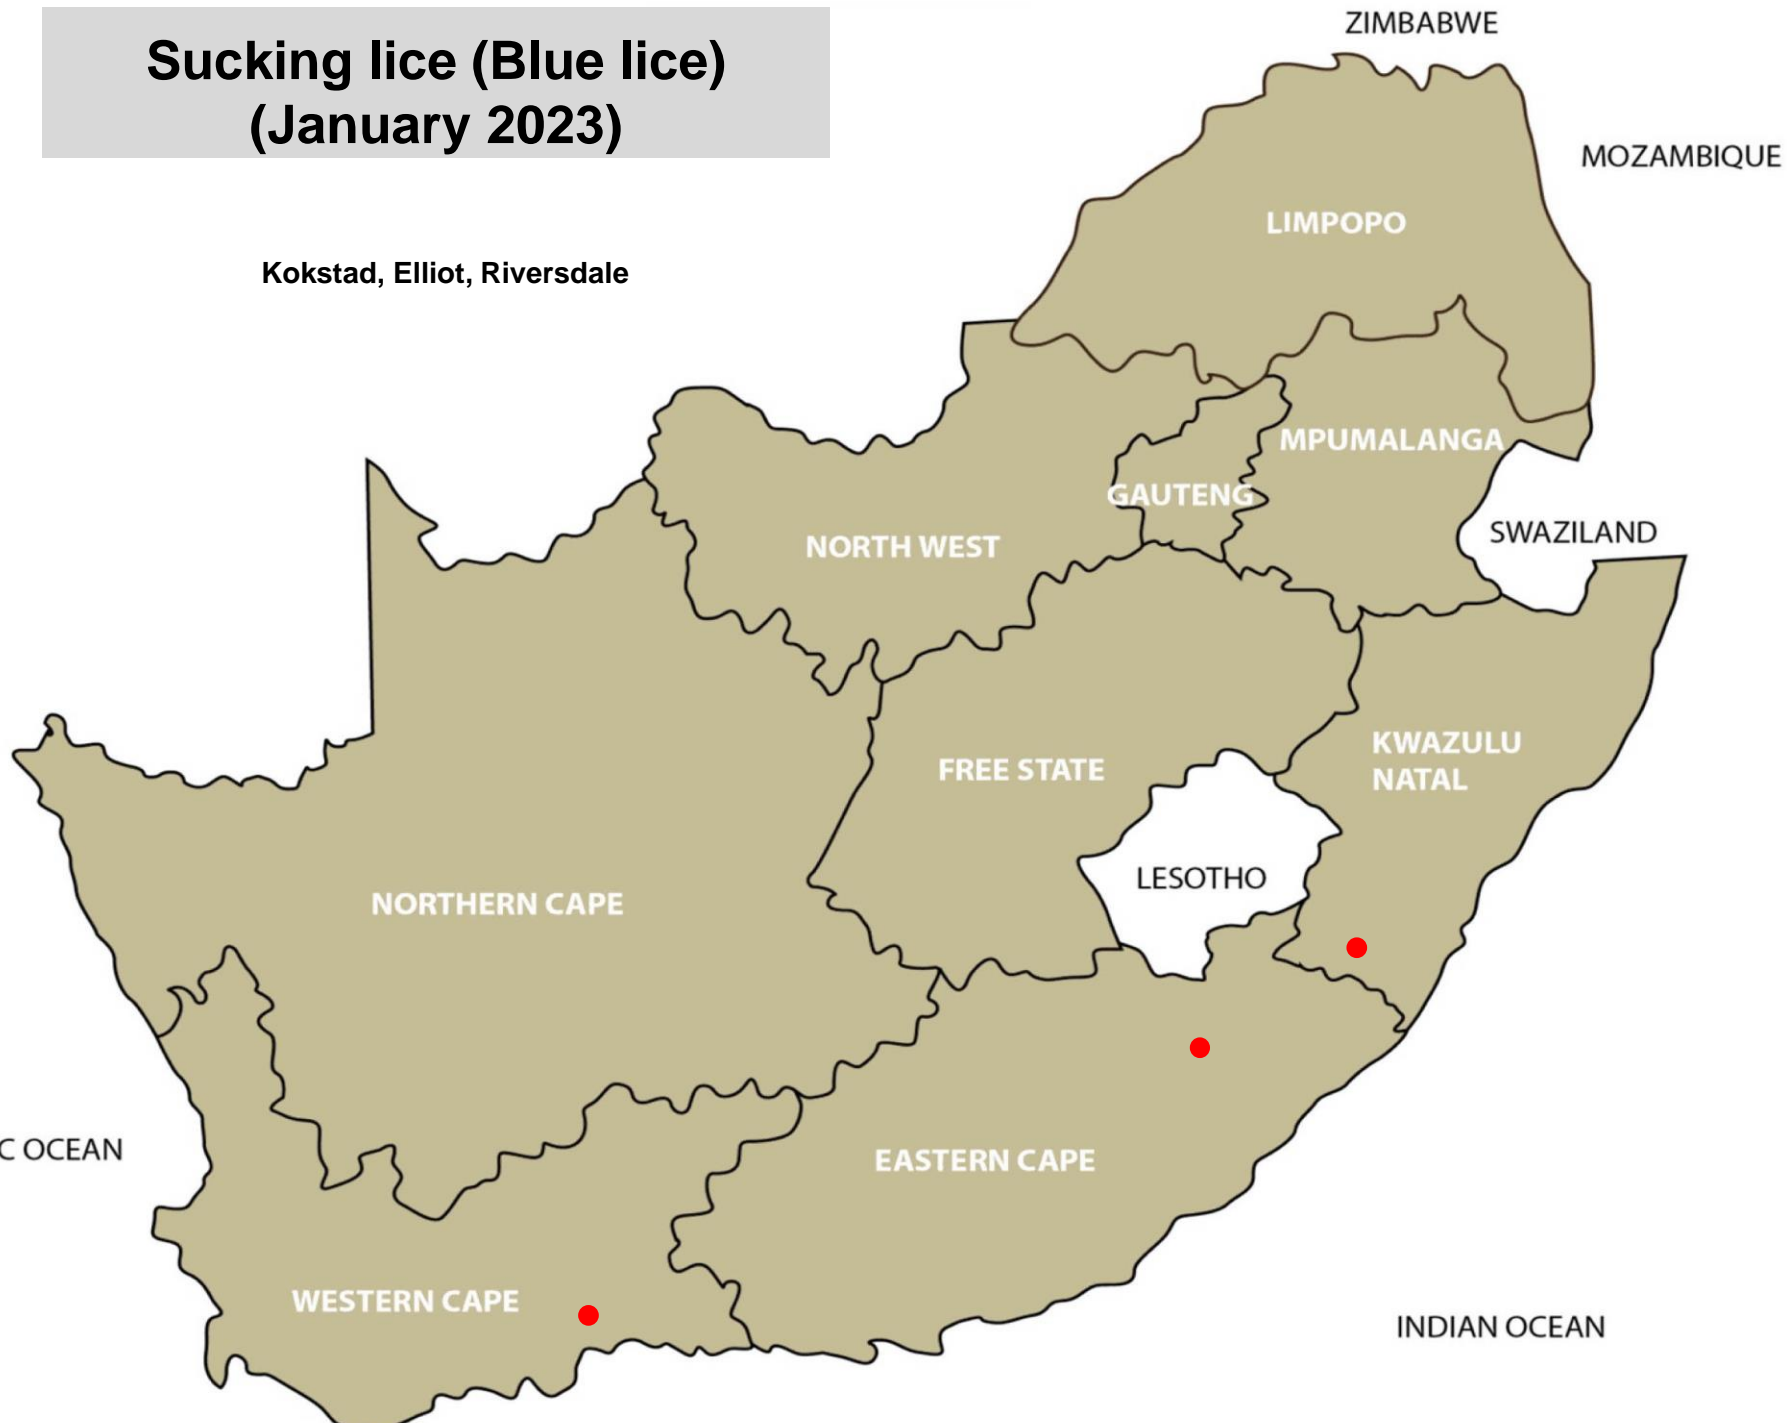 Sucking lice (Blue lice)
(January 2023)
Kokstad, Elliot, Riversdale
ZIMBABWE
MOZAMBIQUE
LIMPOPO
MPUMALANGA
GAUTENG
SWAZILAND
NORTH WEST
KWAZULU
NATAL
FREE STATE
LESOTHO
NORTHERN CAPE
C OCEAN
EASTERN CAPE
WESTERN CAPE
INDIAN OCEAN